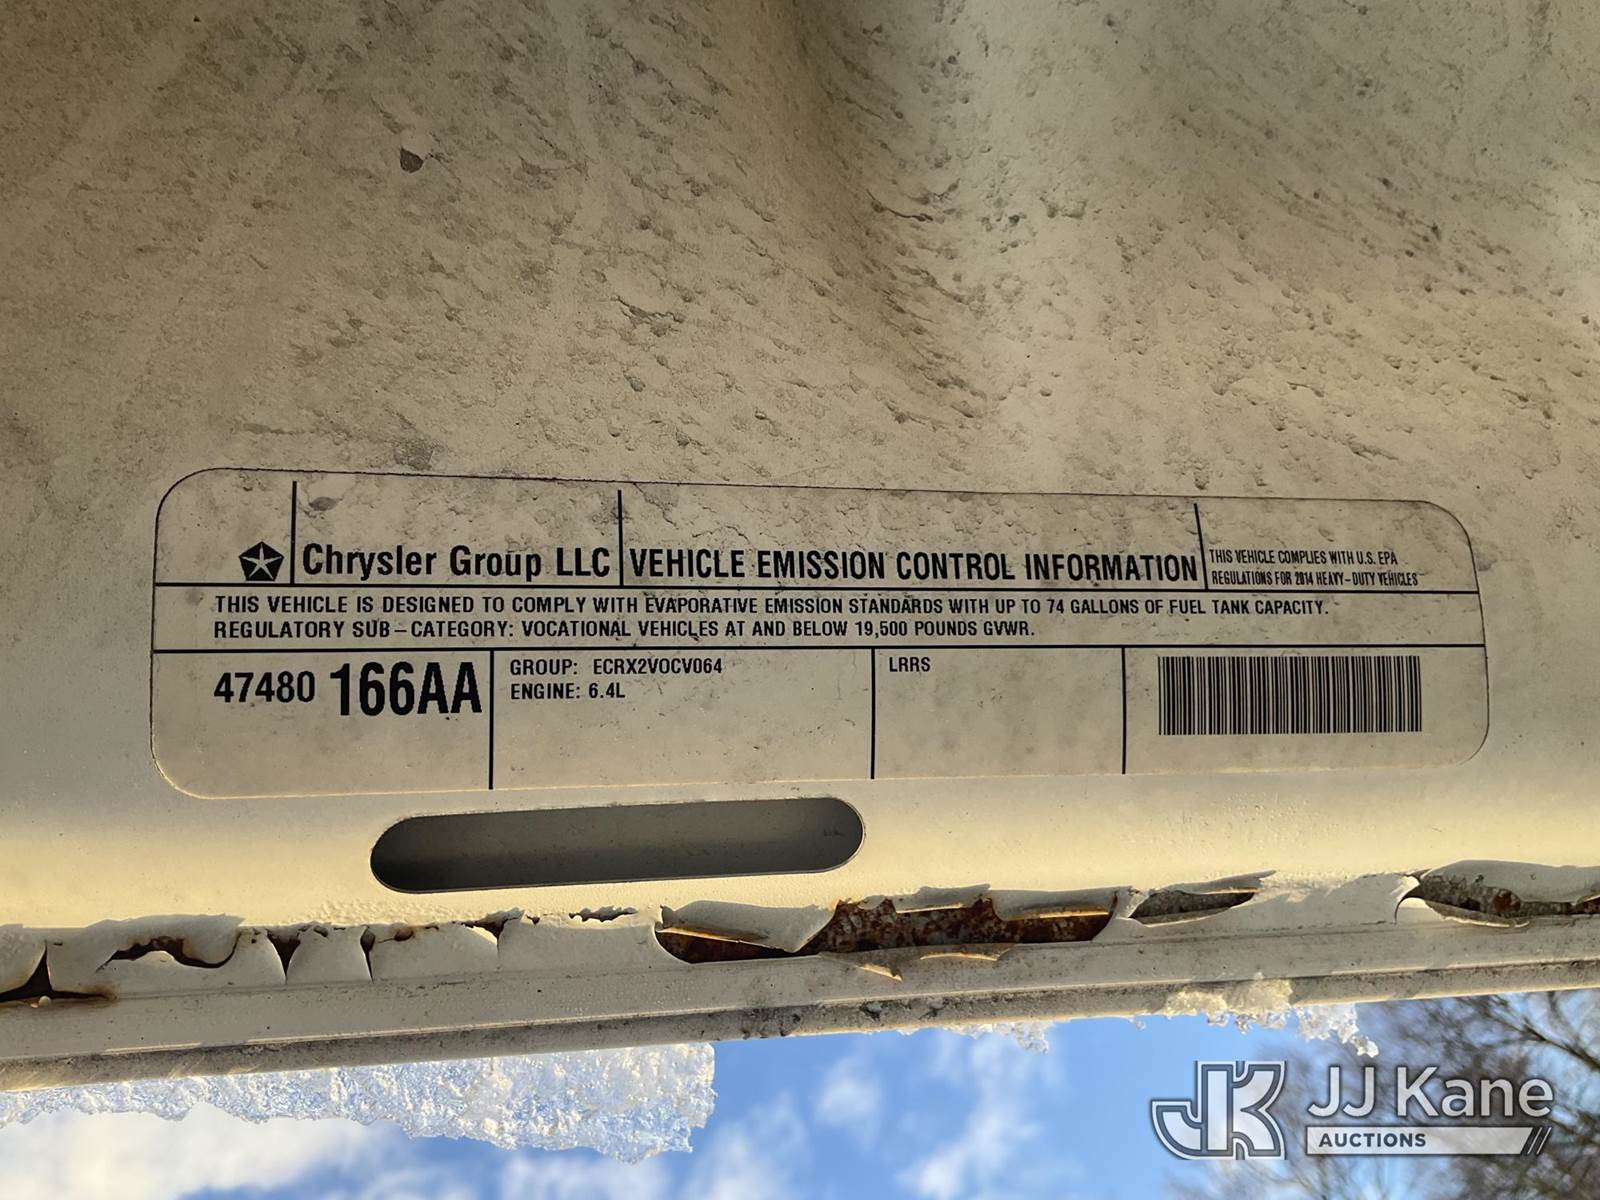 Chrysler Group LLC
VEHICLE EMISSION CONTROL INFORMATION
THIS VEHICLE COMPLIES WITH U.S. EPA
REGULATIONS FOR 2014 HEAVY-DUTY VEHICLES
THIS VEHICLE IS DESIGNED TO COMPLY WITH EVAPORATIVE EMISSION STANDARDS WITH UP TO 74 GALLONS OF FUEL TANK CAPACITY.
REGULATORY SUB-CATEGORY: VOCATIONAL VEHICLES AT AND BELOW 19,500 POUNDS GVWR.
47480 166AA
GROUP: ECRX2VOCV064
ENGINE: 6.4L
LRRS
JK JJ Kane
AUCTIONS